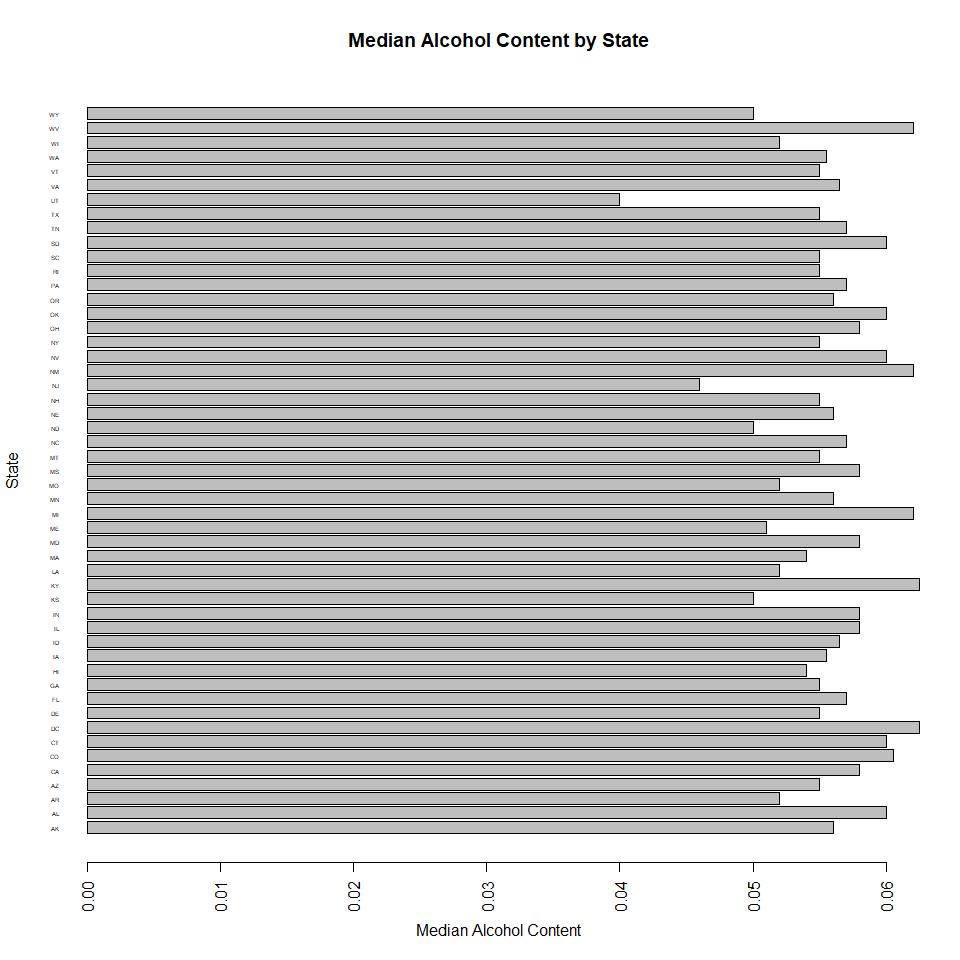 Median Alcohol Content by State
WY
WV
WI
WA
VT
VA
UT
TX
TN
SD
SC
RI
PA
OR
OK
OH
NY
NV
NM
NJ
NH
NE
ND
NC
MT
MS
MO
MN
MI
ME
MD
MA
LA
KY
KS
IN
IL
ID
IA
HI
GA
FL
DE
DC
CT
CO
CA
AZ
AR
AL
AK
State
0.00 0.01 0.02 0.03 0.04 0.05 0.06
Median Alcohol Content